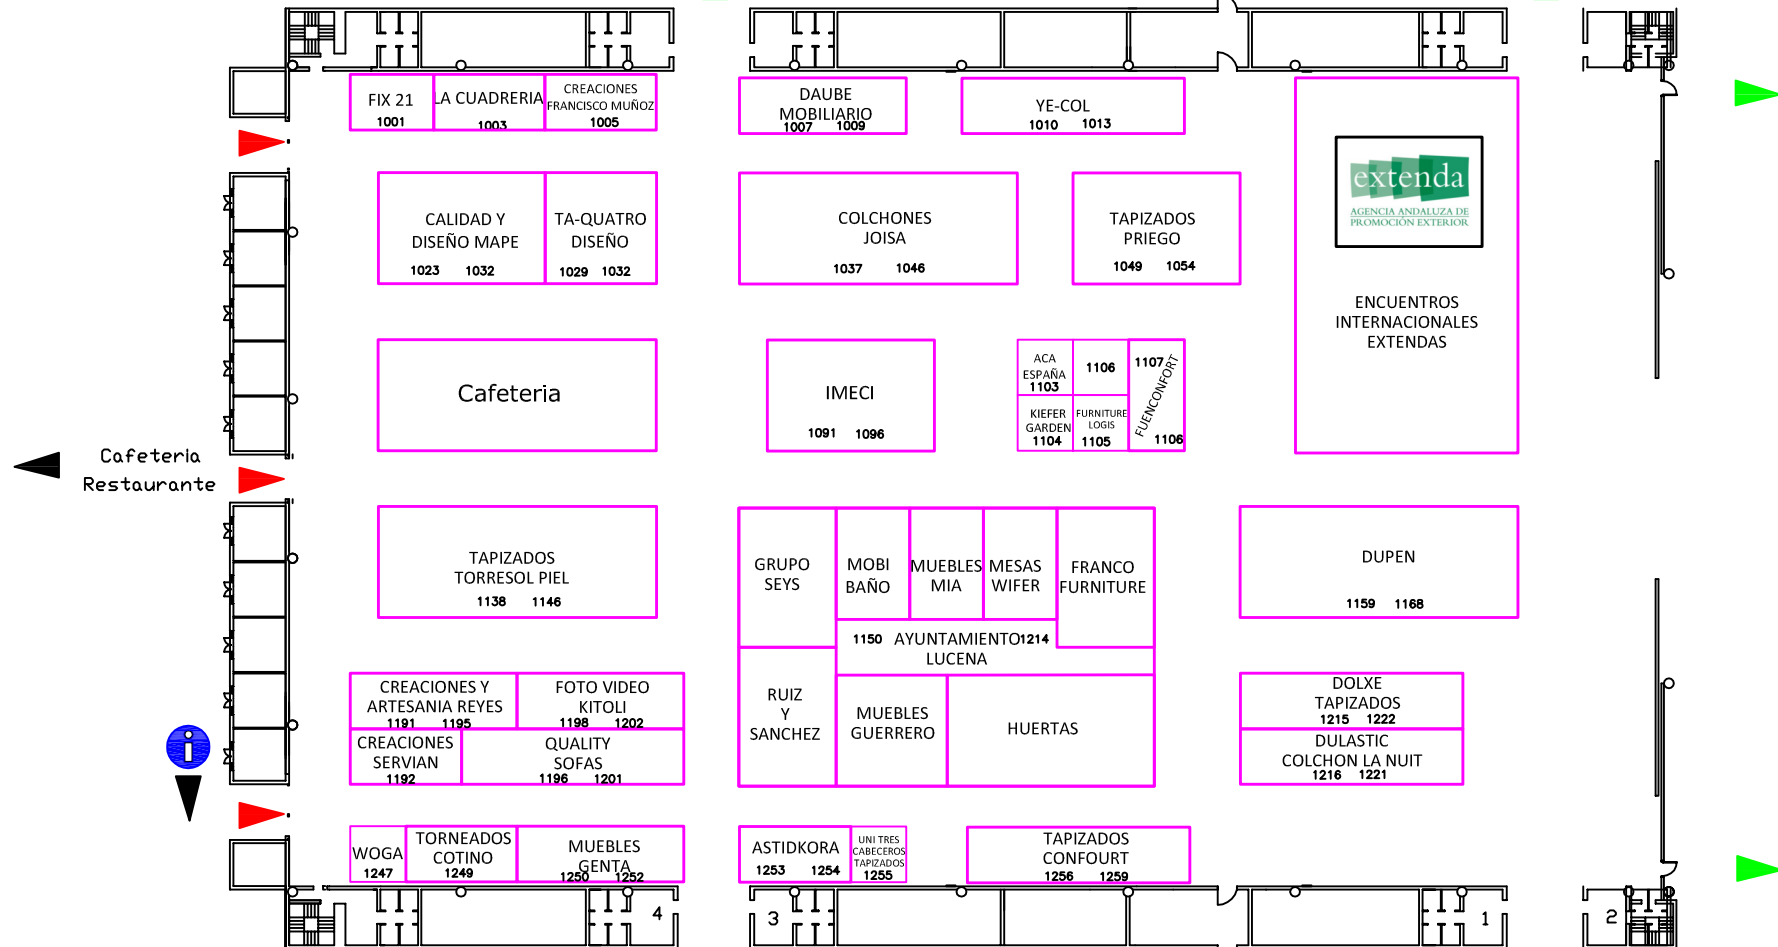 FIX 21
1001
LA CUADRERIA
1003
CREACIONES
FRANCISCO MUÑOZ
1005
DAUBE
MOBILIARIO
1007 1009
YE-COL
1010 1013
extenda
AGENCIA ANDALUZA DE
PROMOCIÓN EXTERIOR
ENCUENTROS
INTERNACIONALES
EXTENDAS
CALIDAD Y
DISEÑO MAPE
1023 1032
TA-QUATRO
DISEÑO
1029 1032
COLCHONES
JOISA
1037 1046
TAPIZADOS
PRIEGO
1049 1054
Cafeteria
IMECI
1091 1096
ACA
ESPAÑA
1103
1106
1107
FUENCONFORT
1106
KIEFER
GARDEN
1104
FURNITURE
LOGIS
1105
Cafeteria
Restaurante
TAPIZADOS
TORRESOL PIEL
1138 1146
GRUPO
SEYS
MOBI
BAÑO
MUEBLES
MIA
MESAS
WIFER
FRANCO
FURNITURE
1150 AYUNTAMIENTO 1214
LUCENA
RUIZ
Y
SANCHEZ
MUEBLES
GUERRERO
HUERTAS
DUPEN
1159 1168
CREACIONES Y
ARTESANIA REYES
1191 1195
FOTO VIDEO
KITOLI
1198 1202
CREACIONES
SERVIAN
1192
QUALITY
SOFAS
1196 1201
DOLXE
TAPIZADOS
1215 1222
DULASTIC
COLCHON LA NUIT
1216 1221
i
WOGA
1247
TORNEADOS
COTINO
1249
MUEBLES
GENTA
1250 1252
ASTIDKORA
1253 1254
UNI TRES
CABECEROS
TAPIZADOS
1255
TAPIZADOS
CONFOURT
1256 1259
4
3
1
2